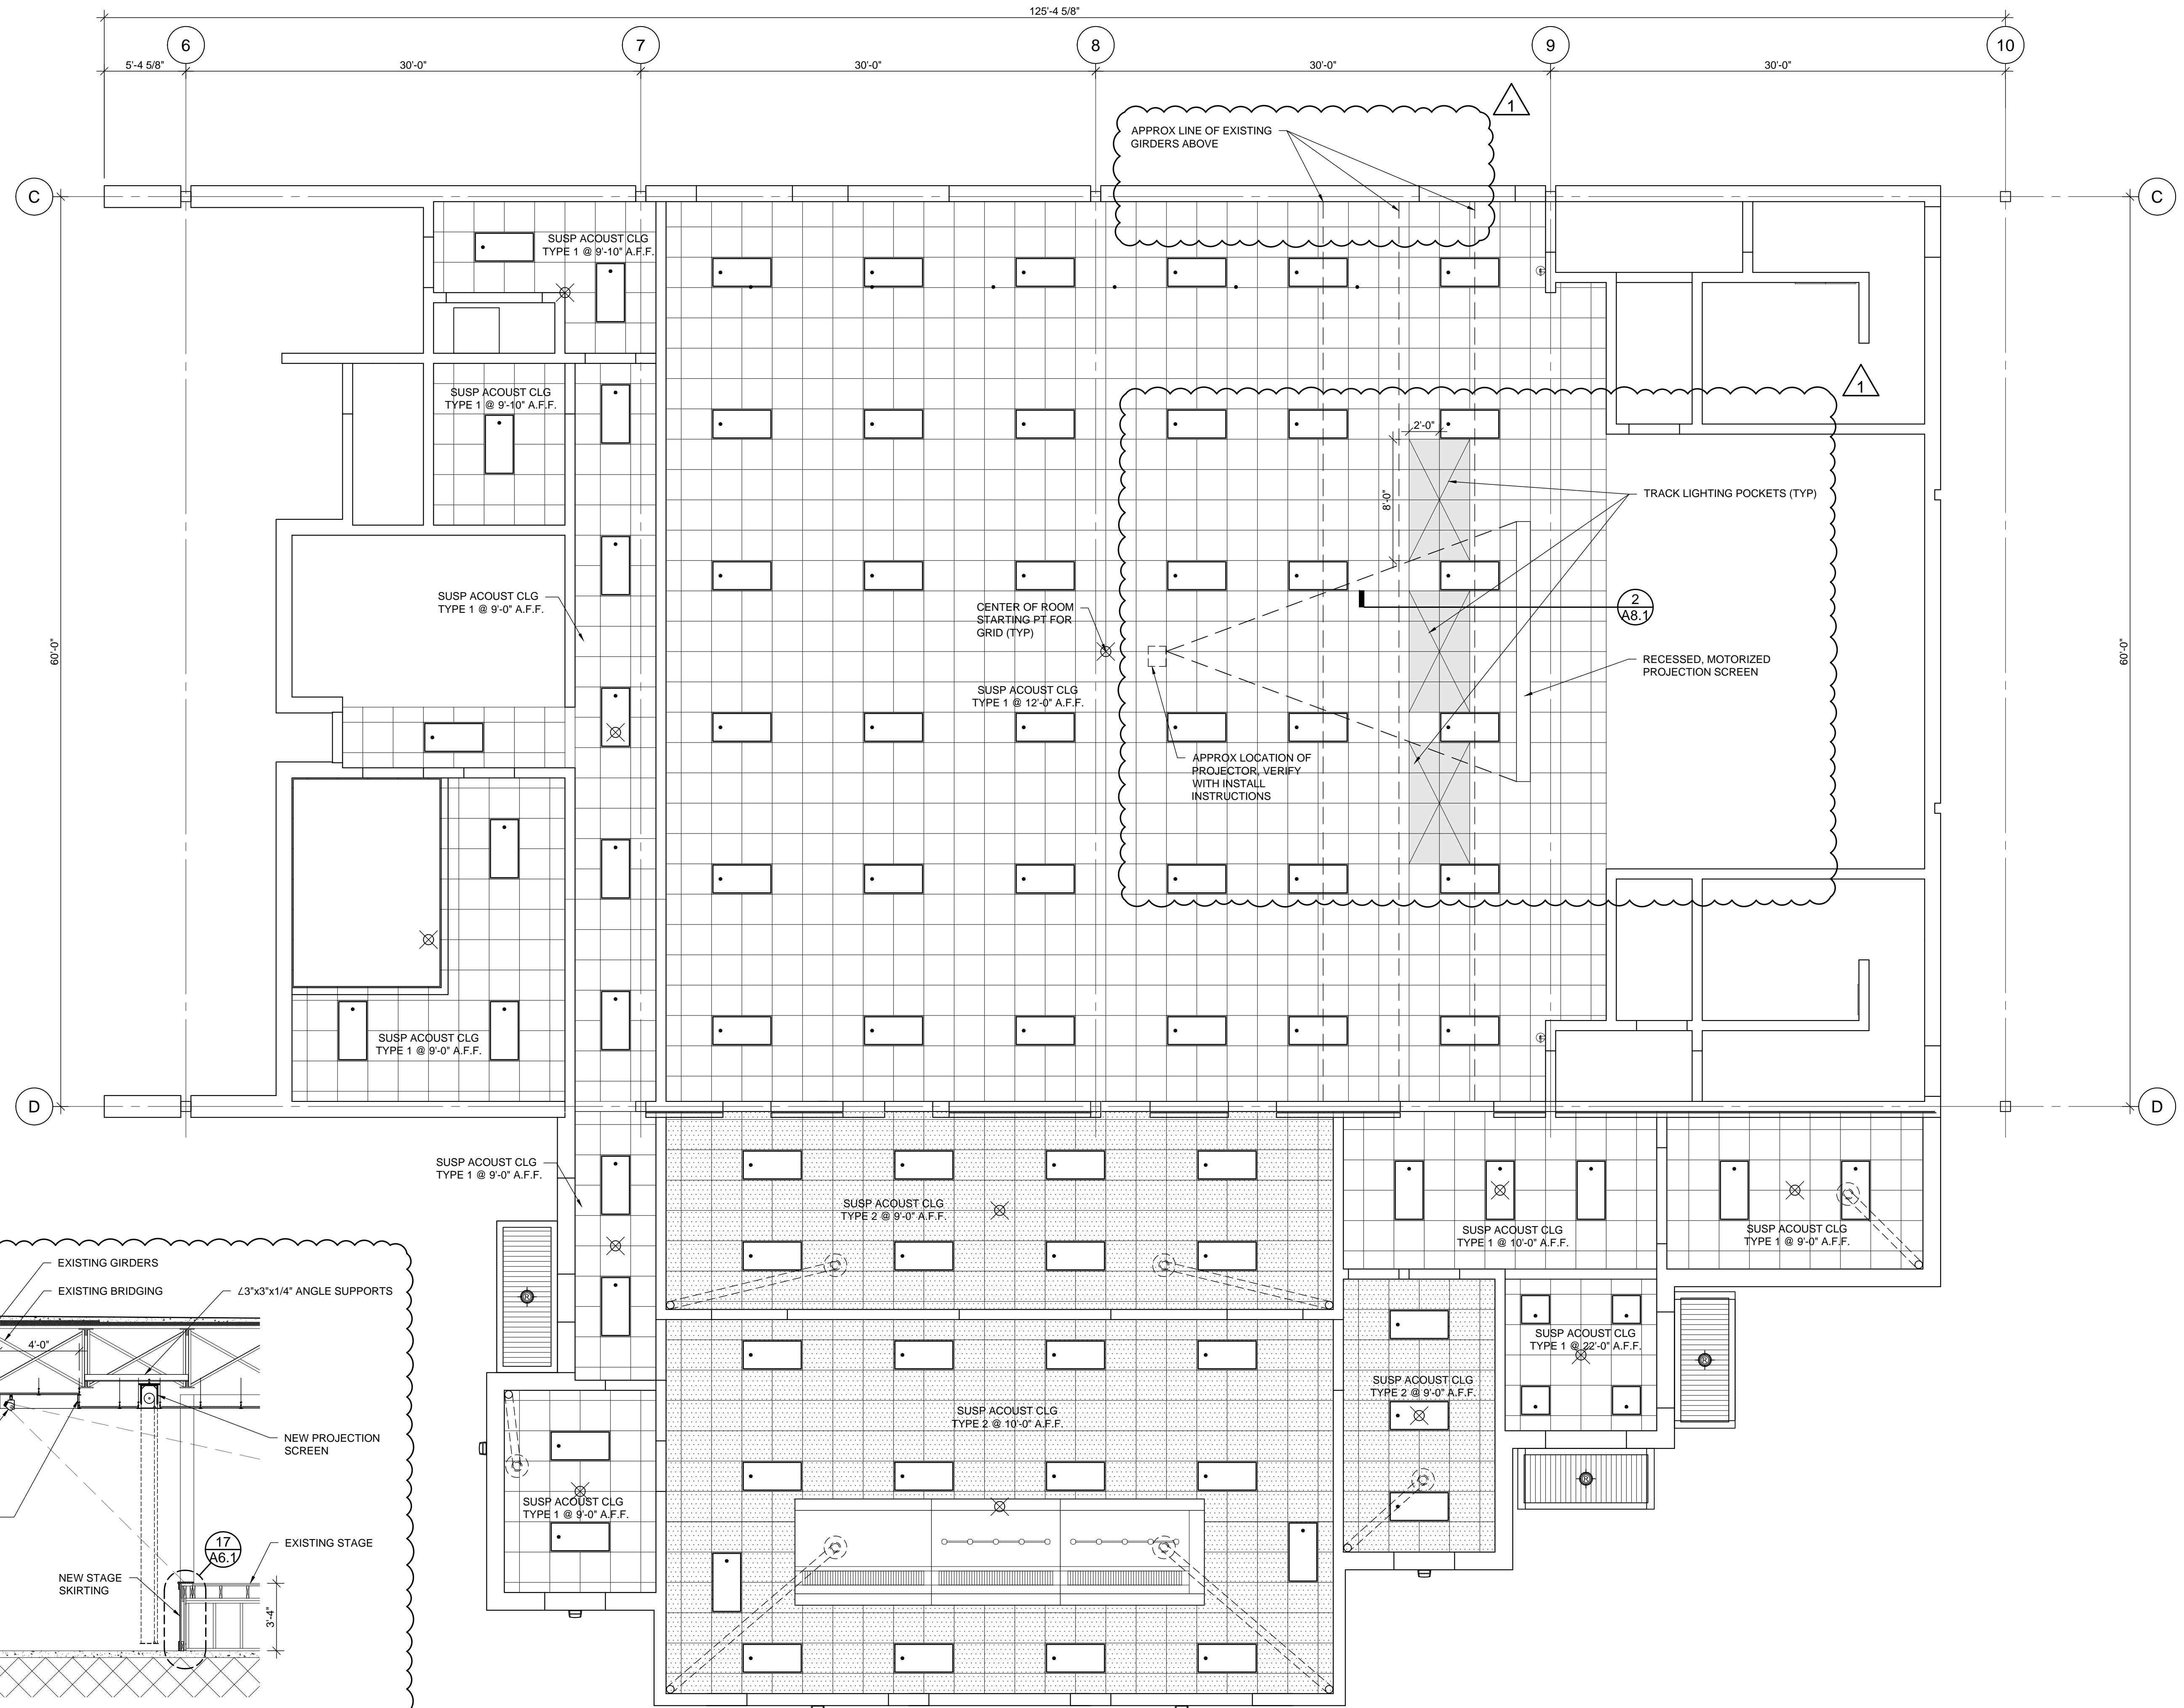 125'-4 5/8"
6
7
8
9
10
5'-4 5/8"
30'-0"
30'-0"
30'-0"
30'-0"
1
APPROX LINE OF EXISTING
GIRDERS ABOVE
C
C
SUSP ACOUST CLG
TYPE 1 @ 9'-10" A.F.F.
1
SUSP ACOUST CLG
TYPE 1 @ 9'-10" A.F.F.
2'-0"
8'-0"
TRACK LIGHTING POCKETS (TYP)
SUSP ACOUST CLG
TYPE 1 @ 9'-0" A.F.F.
CENTER OF ROOM
STARTING PT FOR
GRID (TYP)
2
A8.1
60'-0"
60'-0"
RECESSED, MOTORIZED
PROJECTION SCREEN
SUSP ACOUST CLG
TYPE 1 @ 12'-0" A.F.F.
APPROX LOCATION OF
PROJECTOR, VERIFY
WITH INSTALL
INSTRUCTIONS
SUSP ACOUST CLG
TYPE 1 @ 9'-0" A.F.F.
D
D
SUSP ACOUST CLG
TYPE 1 @ 9'-0" A.F.F.
SUSP ACOUST CLG
TYPE 2 @ 9'-0" A.F.F.
SUSP ACOUST CLG
TYPE 1 @ 10'-0" A.F.F.
SUSP ACOUST CLG
TYPE 1 @ 9'-0" A.F.F.
EXISTING GIRDERS
EXISTING BRIDGING
∠3"x3"x1/4" ANGLE SUPPORTS
4'-0"
R
SUSP ACOUST CLG
TYPE 1 @ 22'-0" A.F.F.
R
SUSP ACOUST CLG
TYPE 2 @ 9'-0" A.F.F.
SUSP ACOUST CLG
TYPE 2 @ 10'-0" A.F.F.
NEW PROJECTION
SCREEN
R
SUSP ACOUST CLG
TYPE 1 @ 9'-0" A.F.F.
17
A6.1
EXISTING STAGE
NEW STAGE
SKIRTING
3'-4"